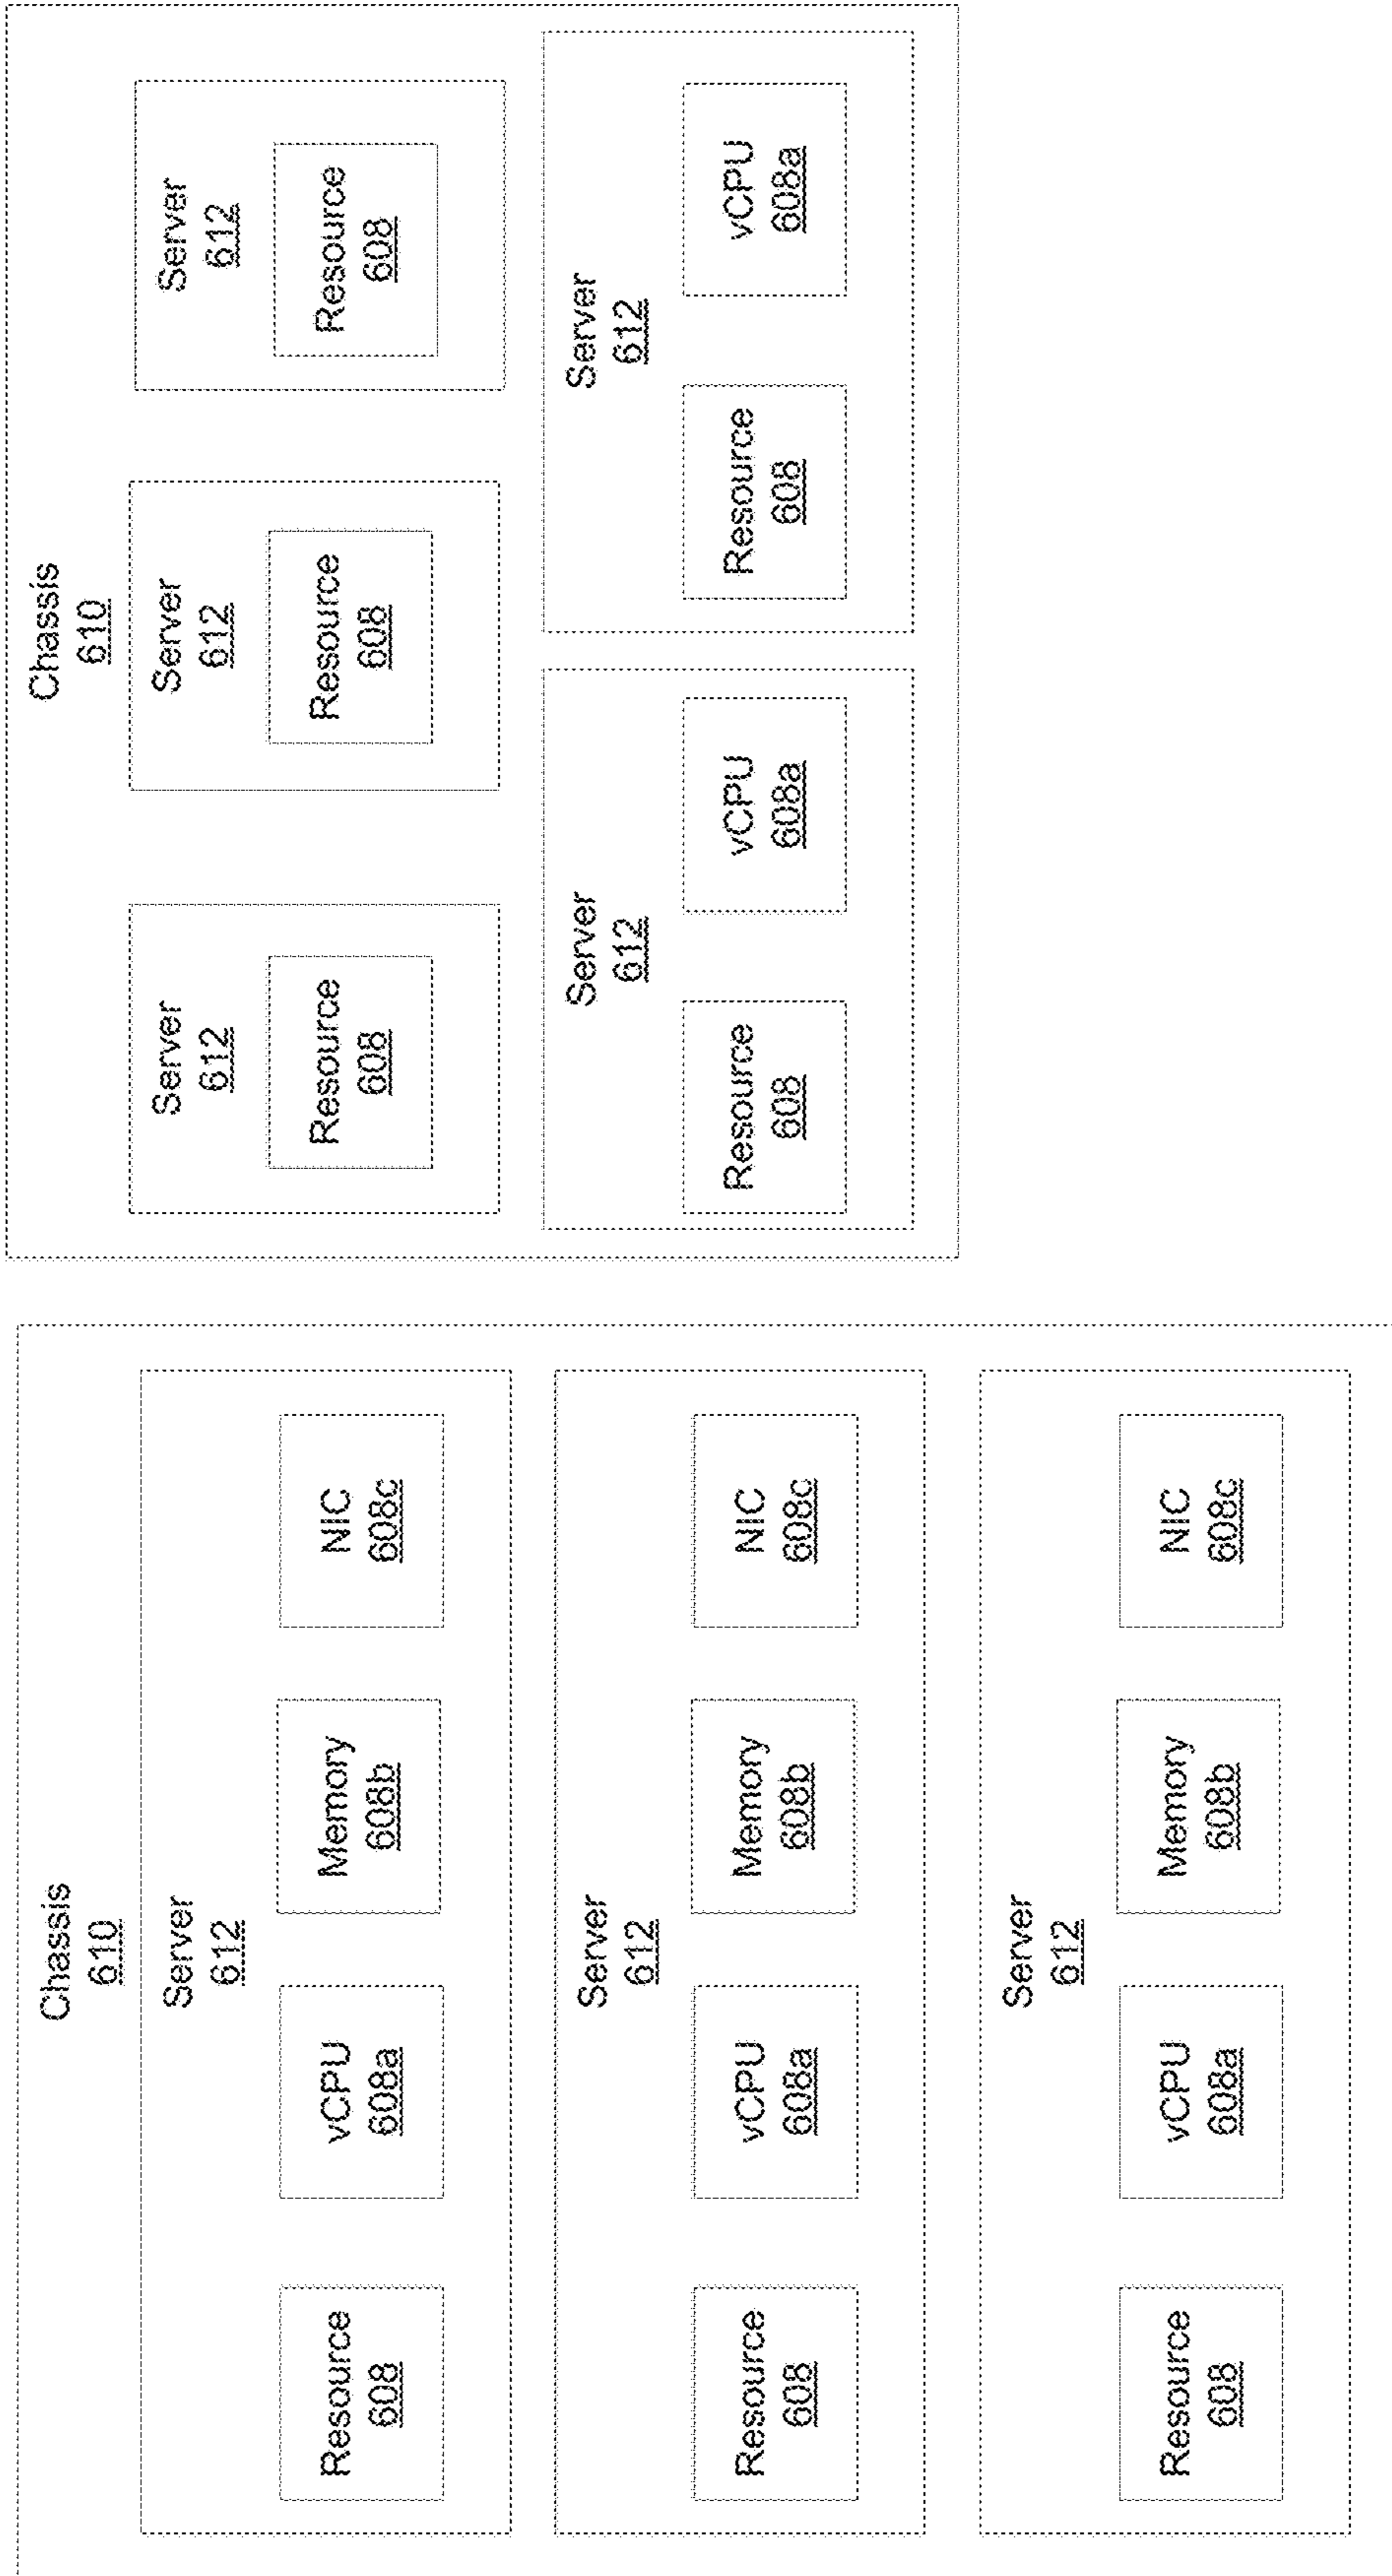 Chassis
610
Server
612
Resource
608
vCPU
608a
Memory
608b
NIC
608c
Server
612
Resource
608
vCPU
608a
Memory
608b
NIC
608c
Server
612
Resource
608
vCPU
608a
Memory
608b
NIC
608c
Chassis
610
Server
612
Resource
608
Server
612
Resource
608
Server
612
Resource
608
Server
612
Resource
608
vCPU
608a
Server
612
Resource
608
vCPU
608a